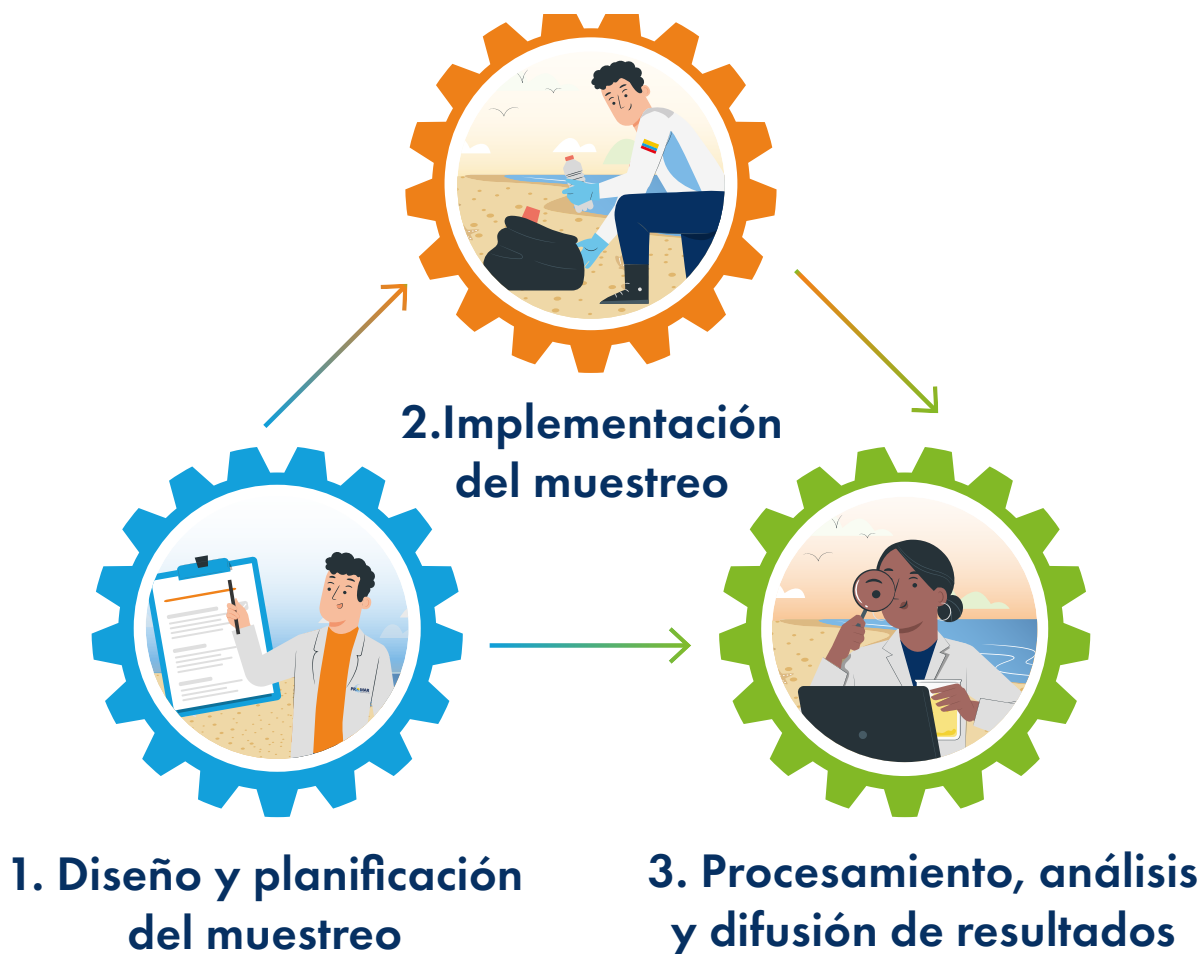 2.Implementación
del muestreo
1. Diseño y planificación
del muestreo
3. Procesamiento, análisis
y difusión de resultados